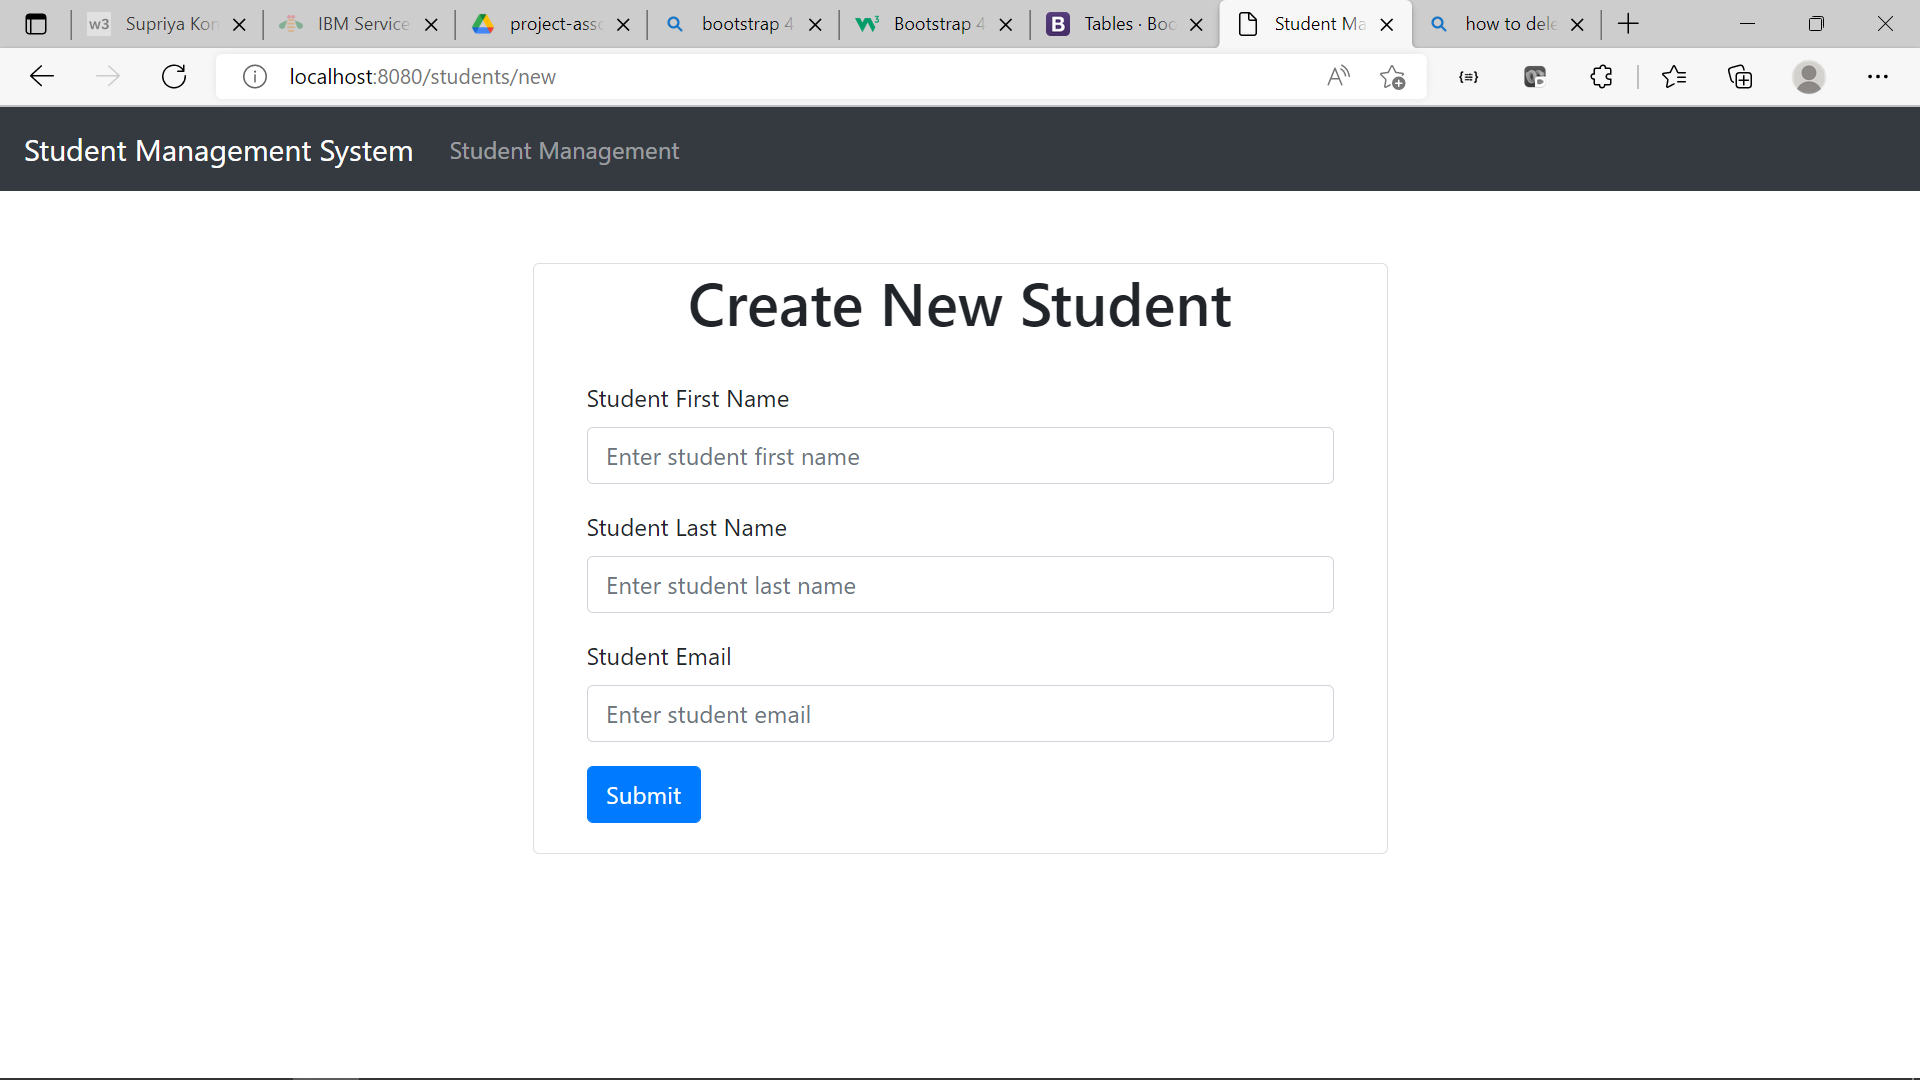 w3 Supriya Kon
IBM Service
project-asso
bootstrap 4
Bootstrap 4
B Tables · Boo
Student Ma
how to dele
localhost:8080/students/new
Student Management System
Student Management
Create New Student
Student First Name
Enter student first name
Student Last Name
Enter student last name
Student Email
Enter student email
Submit